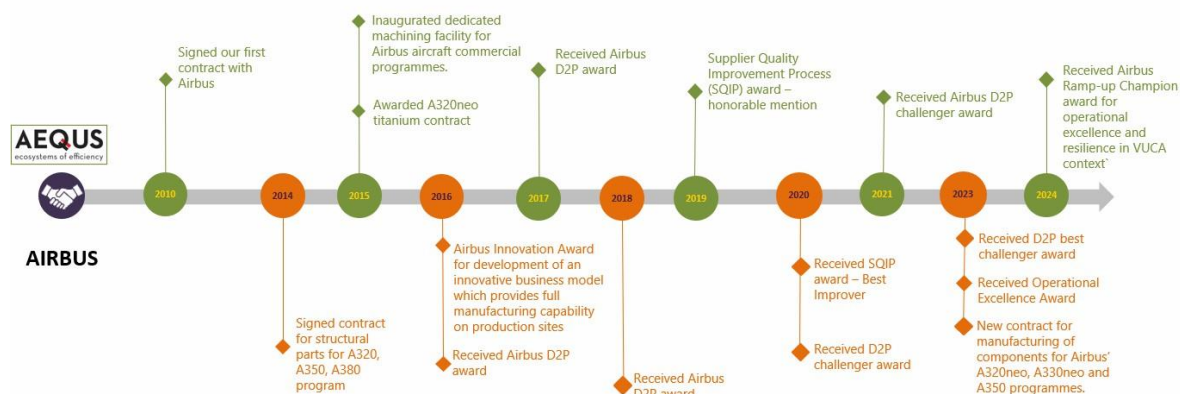 Signed our first
contract with
Airbus
Inaugurated dedicated
machining facility for
Airbus aircraft commercial
programmes.
Awarded A320neo
titanium contract
Received Airbus
D2P award
Supplier Quality
Improvement Process
(SQIP) award –
honorable mention
Received Airbus D2P
challenger award
Received Airbus
Ramp-up Champion
award for
operational
excellence and
resilience in VUCA
context`
AEQUS
ecosystems of efficiency
AIRBUS
2010
2014
2015
2016
2017
2018
2019
2020
2021
2023
2024
Signed contract
for structural
parts for A320,
A350, A380
program
Airbus Innovation Award
for development of an
innovative business model
which provides full
manufacturing capability
on production sites
Received Airbus D2P
award
Received Airbus
D2P award
Received SQIP
award – Best
Improver
Received D2P
challenger award
Received D2P best
challenger award
Received Operational
Excellence Award
New contract for
manufacturing of
components for Airbus'
A320neo, A330neo and
A350 programmes.